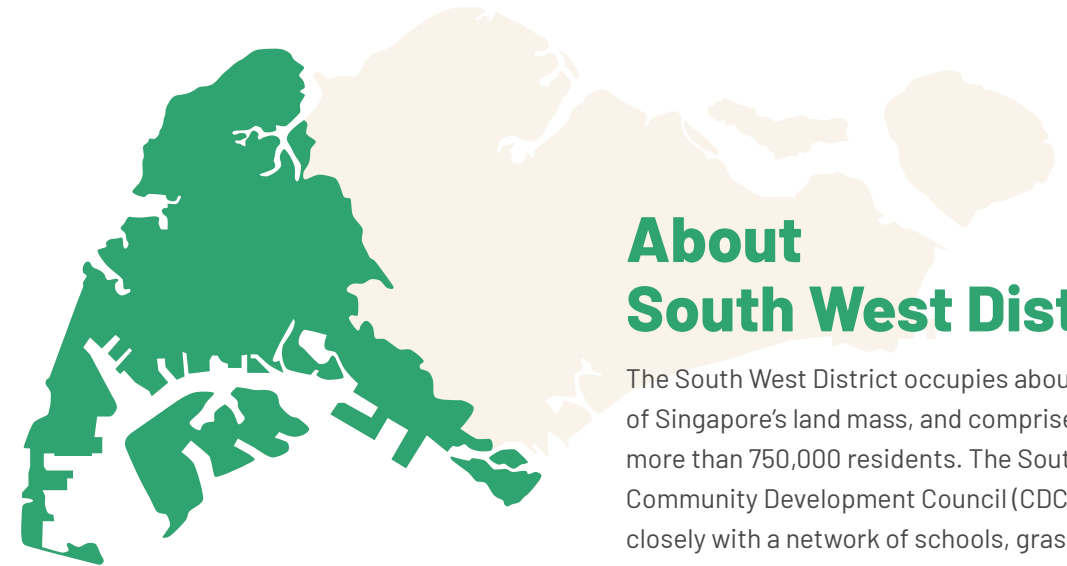 About
South West Dist
The South West District occupies abou
of Singapore’s land mass, and comprise
more than 750,000 residents. The Sout
Community Development Council (CDC
closely with a network of schools, gras